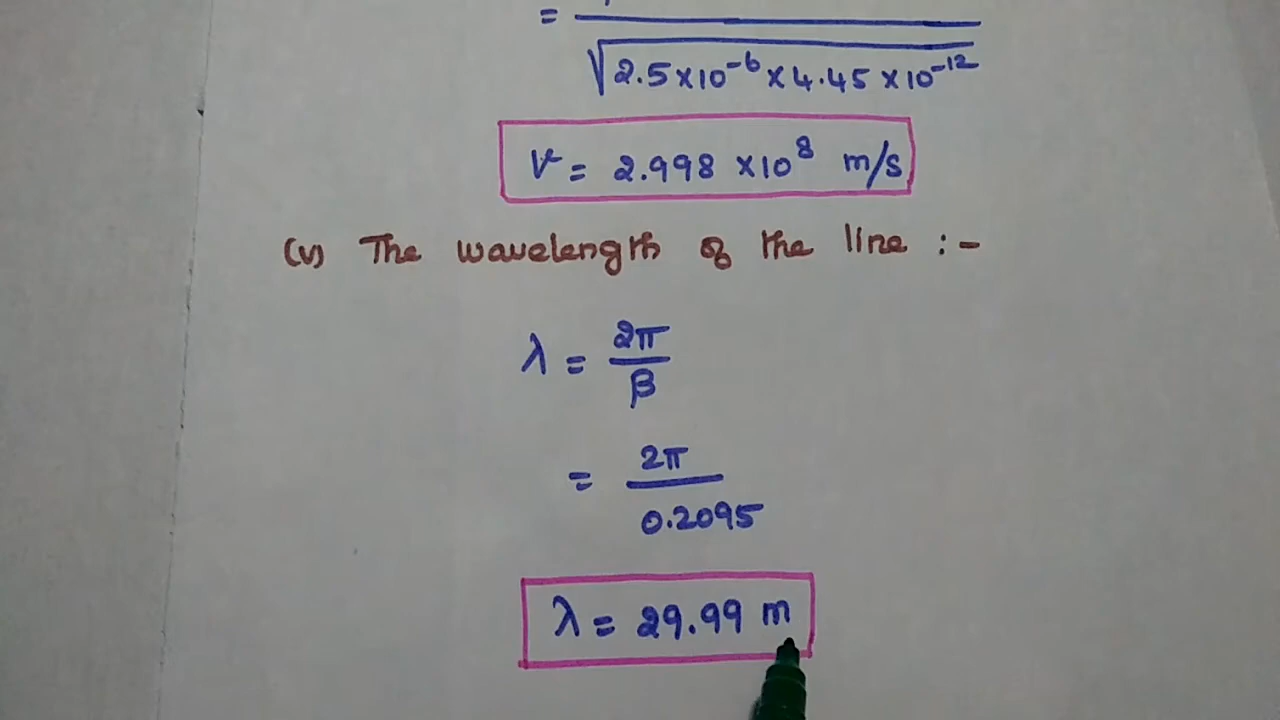 =
√2.5×10⁻⁶×4.45×10⁻¹²
V = 2.998 ×10⁸ m/s
(v) The wavelength of the line :-
λ = 2π/β
= 2π/0.2095
λ = 29.99 m